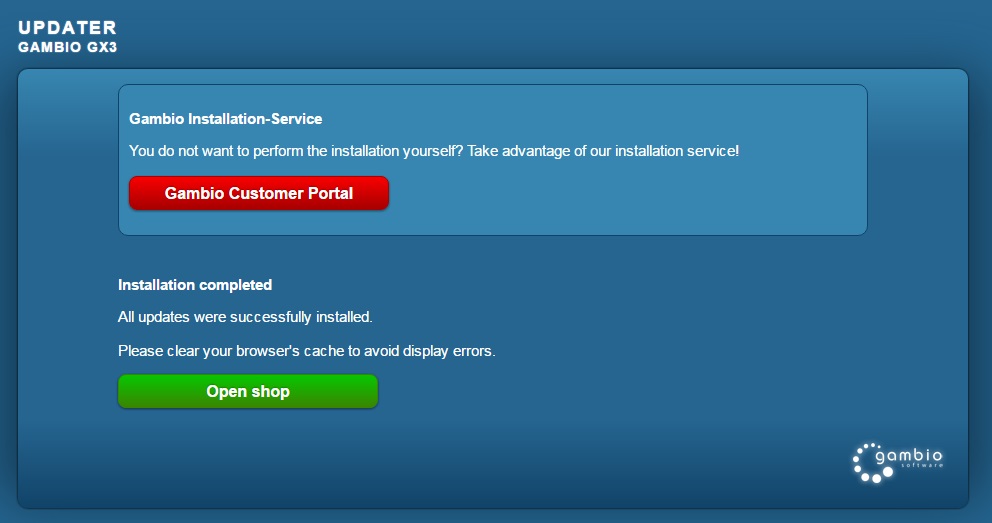 UPDATER
GAMBIO GX3
Gambio Installation-Service
You do not want to perform the installation yourself? Take advantage of our installation service!
Gambio Customer Portal
Installation completed
All updates were successfully installed.
Please clear your browser's cache to avoid display errors.
Open shop
gambio
software